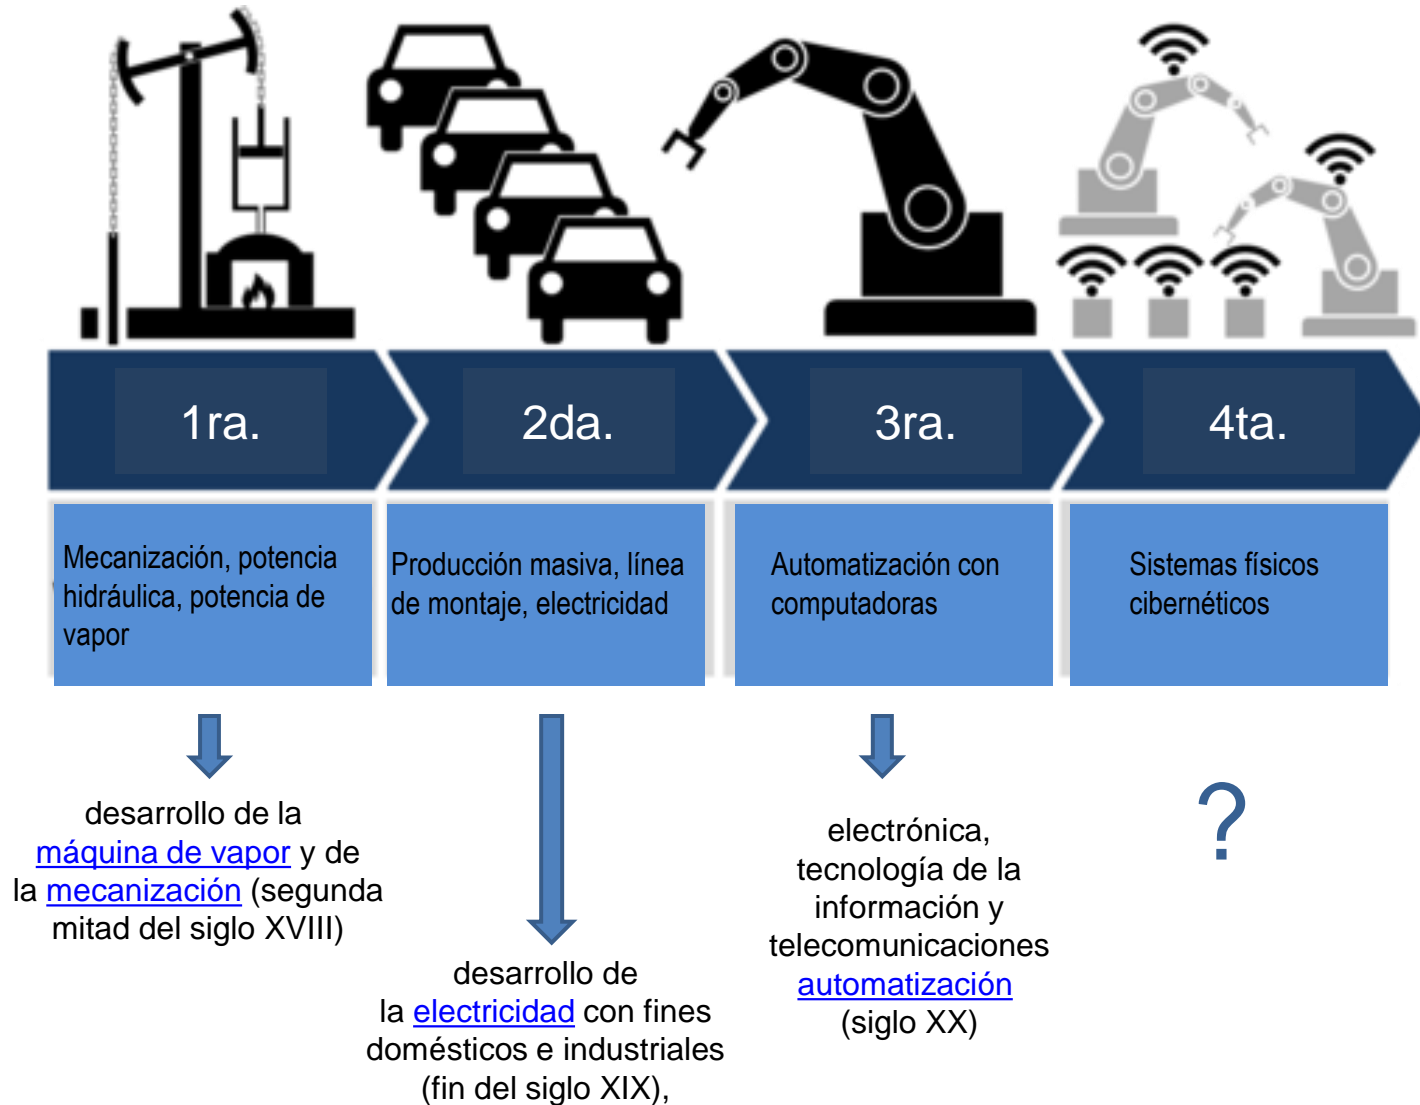 1ra.
2da.
3ra.
4ta.
Mecanización, potencia
hidráulica, potencia de
vapor
Producción masiva, línea
de montaje, electricidad
Automatización con
computadoras
Sistemas físicos
cibernéticos
desarrollo de la
máquina de vapor y de
la mecanización (segunda
mitad del siglo XVIII)
desarrollo de
la electricidad con fines
domésticos e industriales
(fin del siglo XIX),
electrónica,
tecnología de la
información y
telecomunicaciones
automatización
(siglo XX)
?